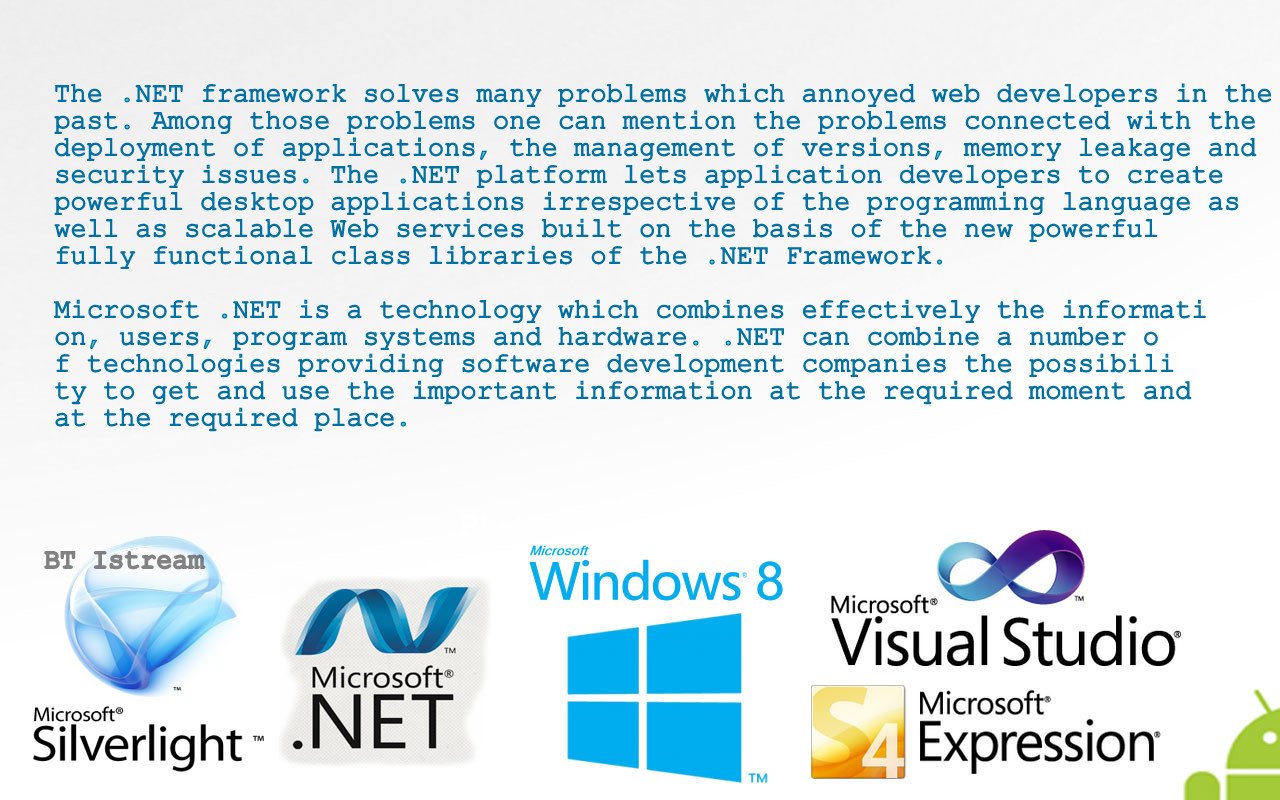 The .NET framework solves many problems which annoyed web developers in the
past. Among those problems one can mention the problems connected with the
deployment of applications, the management of versions, memory leakage and
security issues. The .NET platform lets application developers to create
powerful desktop applications irrespective of the programming language as
well as scalable Web services built on the basis of the new powerful
fully functional class libraries of the .NET Framework.
Microsoft .NET is a technology which combines effectively the informati
on, users, program systems and hardware. .NET can combine a number o
f technologies providing software development companies the possibili
ty to get and use the important information at the required moment and
at the required place.
BT Istream
™
Microsoft®
Silverlight ™
™
Microsoft®
.NET
Microsoft
Windows® 8
™
™
Microsoft®
Visual Studio®
S4
Microsoft®
Expression®